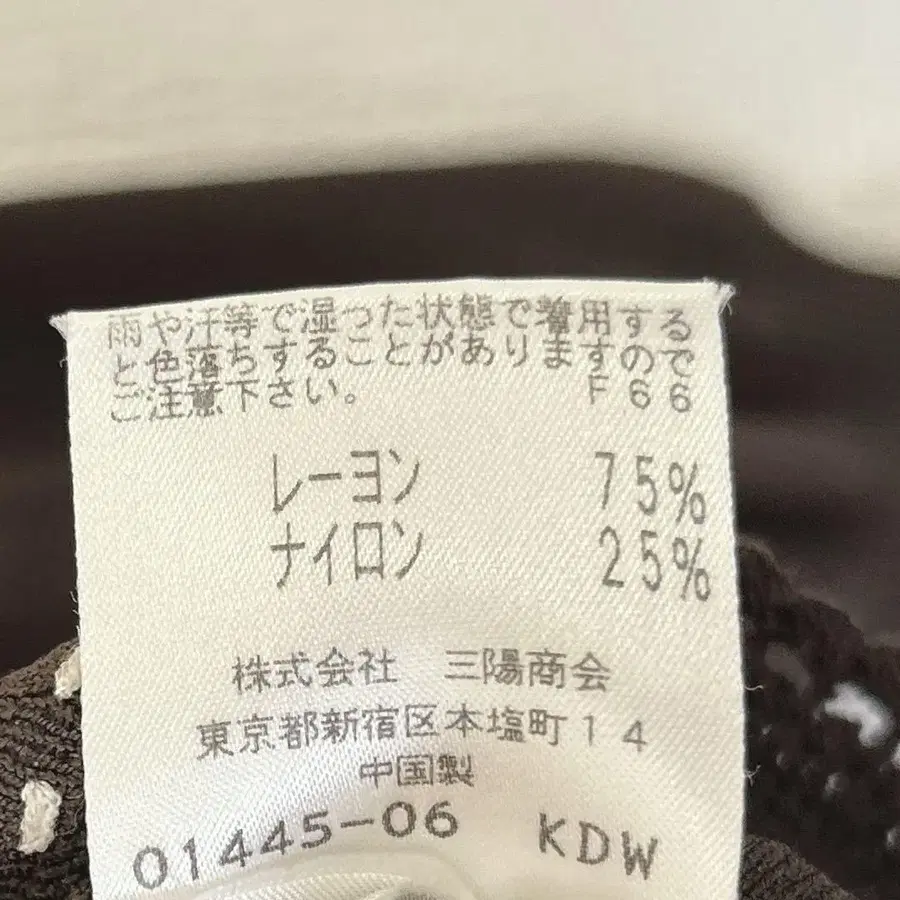 雨や汗等で湿った状態で着用する
と色落ちすることがありますので
ご注意下さい。 F66
レーヨン 75%
ナイロン 25%
株式会社 三陽商会
東京都新宿区本塩町14
中国製
01445-06 KDW